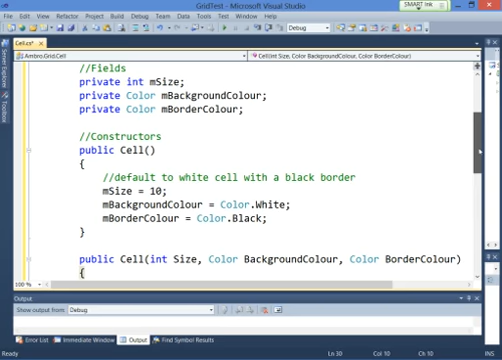 GridTest - Microsoft Visual Studio
SMART Ink
File Edit View Refactor Project Build Debug Team Data Tools Test Window Help
Debug
Cell.cs*
Ambro.Grid.Cell
Cell(int Size, Color BackgroundColour, Color BorderColour)
Server Explorer
Toolbox
//Fields
private int mSize;
private Color mBackgroundColour;
private Color mBorderColour;
//Constructors
public Cell()
{
//default to white cell with a black border
mSize = 10;
mBackgroundColour = Color.White;
mBorderColour = Color.Black;
}
public Cell(int Size, Color BackgroundColour, Color BorderColour)
{
100 %
Output
Show output from: Debug
Error List Immediate Window Output Find Symbol Results
Ready Ln 30 Col 10 Ch 10 INS